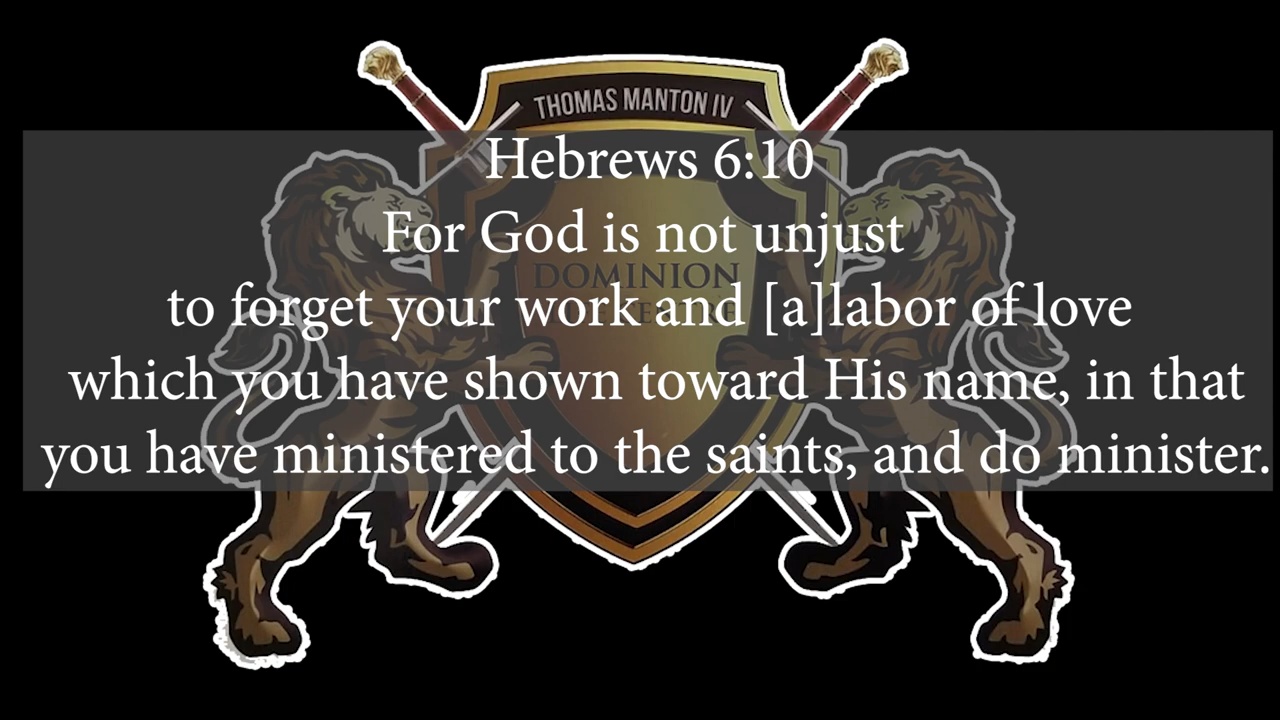 THOMAS MANTON IV
Hebrews 6:10
For God is not unjust
DOMINION
to forget your work and [a]labor of love
which you have shown toward His name, in that
you have ministered to the saints, and do minister.